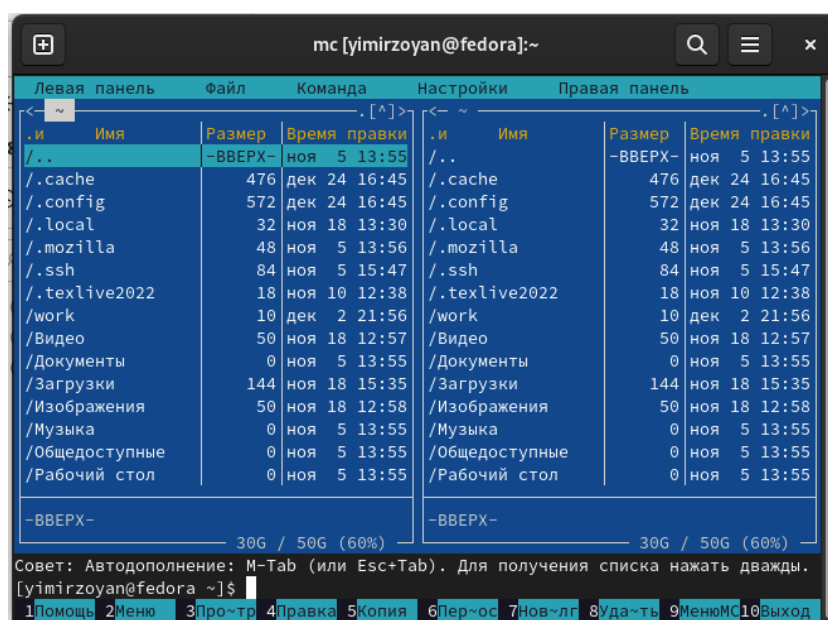 mc [yimirzoyan@fedora]:~
Левая панель Файл Команда Настройки Правая панель
<— ~ .[^]> <— ~ .[^]>
.и Имя Размер Время правки .и Имя Размер Время правки
/.. -ВВЕРХ- ноя 5 13:55 /.. -ВВЕРХ- ноя 5 13:55
/.cache 476 дек 24 16:45 /.cache 476 дек 24 16:45
/.config 572 дек 24 16:45 /.config 572 дек 24 16:45
/.local 32 ноя 18 13:30 /.local 32 ноя 18 13:30
/.mozilla 48 ноя 5 13:56 /.mozilla 48 ноя 5 13:56
/.ssh 84 ноя 5 15:47 /.ssh 84 ноя 5 15:47
/.texlive2022 18 ноя 10 12:38 /.texlive2022 18 ноя 10 12:38
/work 10 дек 2 21:56 /work 10 дек 2 21:56
/Видео 50 ноя 18 12:57 /Видео 50 ноя 18 12:57
/Документы 0 ноя 5 13:55 /Документы 0 ноя 5 13:55
/Загрузки 144 ноя 18 15:35 /Загрузки 144 ноя 18 15:35
/Изображения 50 ноя 18 12:58 /Изображения 50 ноя 18 12:58
/Музыка 0 ноя 5 13:55 /Музыка 0 ноя 5 13:55
/Общедоступные 0 ноя 5 13:55 /Общедоступные 0 ноя 5 13:55
/Рабочий стол 0 ноя 5 13:55 /Рабочий стол 0 ноя 5 13:55
-ВВЕРХ- -ВВЕРХ-
30G / 50G (60%) 30G / 50G (60%)
Совет: Автодополнение: M-Tab (или Esc+Tab). Для получения списка нажать дважды.
[yimirzoyan@fedora ~]$
1Помощь 2Меню 3Про~тр 4Правка 5Копия 6Пер~ос 7Нов~лг 8Уда~ть 9МенюMC 10Выход